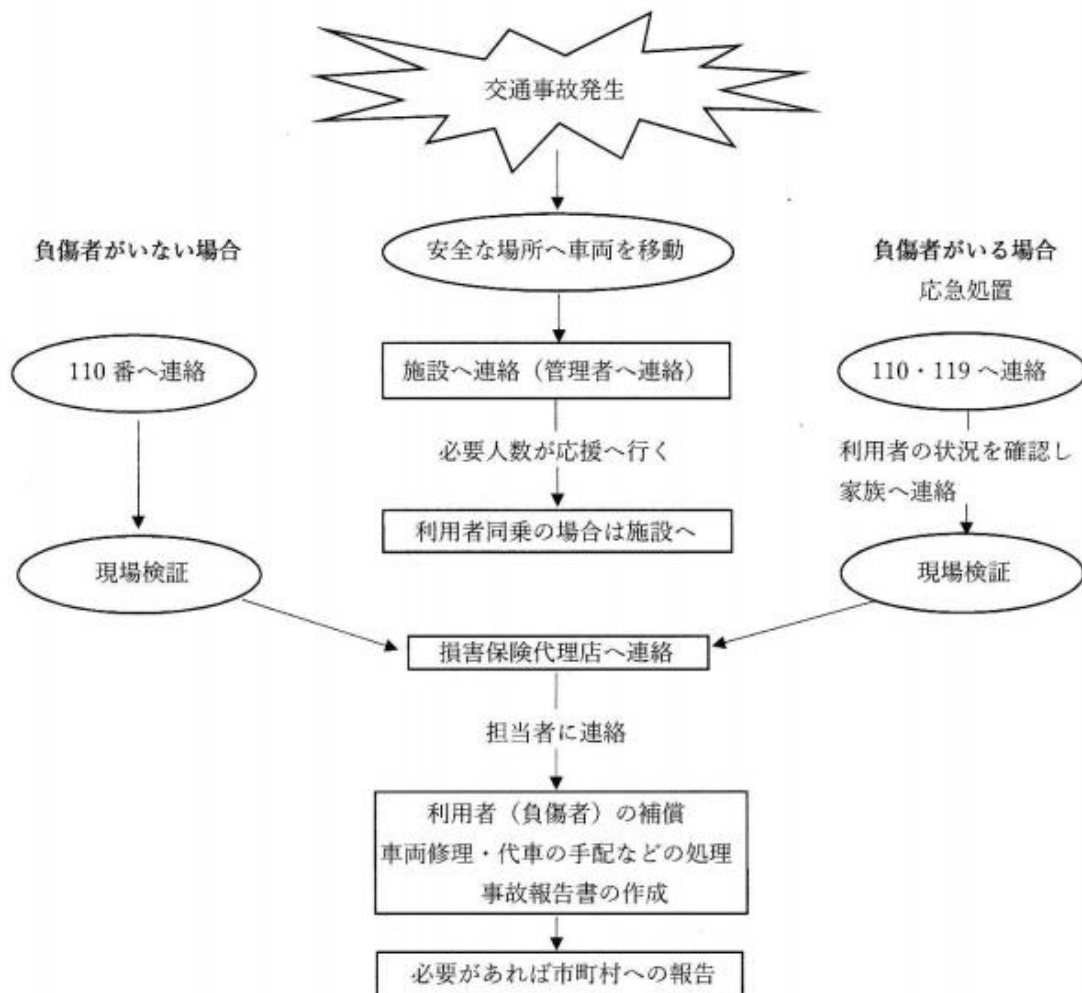 交通事故発生
負傷者がいない場合
安全な場所へ車両を移動
負傷者がいる場合
応急処置
110 番へ連絡
施設へ連絡（管理者へ連絡）
110・119 へ連絡
必要人数が応援へ行く
利用者の状況を確認し
家族へ連絡
利用者同乗の場合は施設へ
現場検証
現場検証
損害保険代理店へ連絡
担当者に連絡
利用者（負傷者）の補償
車両修理・代車の手配などの処理
事故報告書の作成
必要があれば市町村への報告